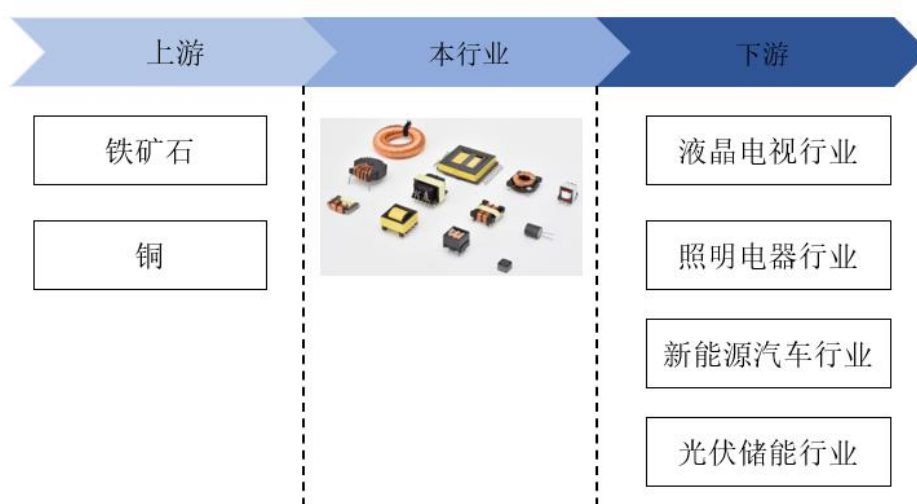 上游
本行业
下游
铁矿石
铜
液晶电视行业
照明电器行业
新能源汽车行业
光伏储能行业